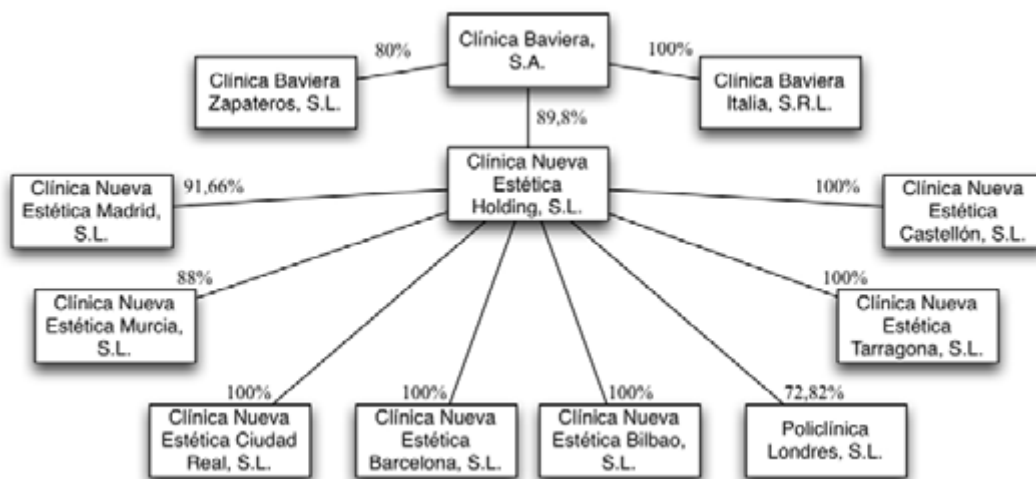 Clínica Baviera,
S.A.
80%
100%
Clínica Baviera
Zapateros, S.L.
Clínica Baviera
Italia, S.R.L.
89,8%
Clínica Nueva
Estética
Holding, S.L.
91,66%
Clínica Nueva
Estética Madrid,
S.L.
100%
Clínica Nueva
Estética
Castellón, S.L.
88%
Clínica Nueva
Estética Murcia,
S.L.
100%
Clínica Nueva
Estética
Tarragona, S.L.
100%
Clínica Nueva
Estética Ciudad
Real, S.L.
100%
Clínica Nueva
Estética
Barcelona, S.L.
100%
Clínica Nueva
Estética Bilbao,
S.L.
72,82%
Policlínica
Londres, S.L.